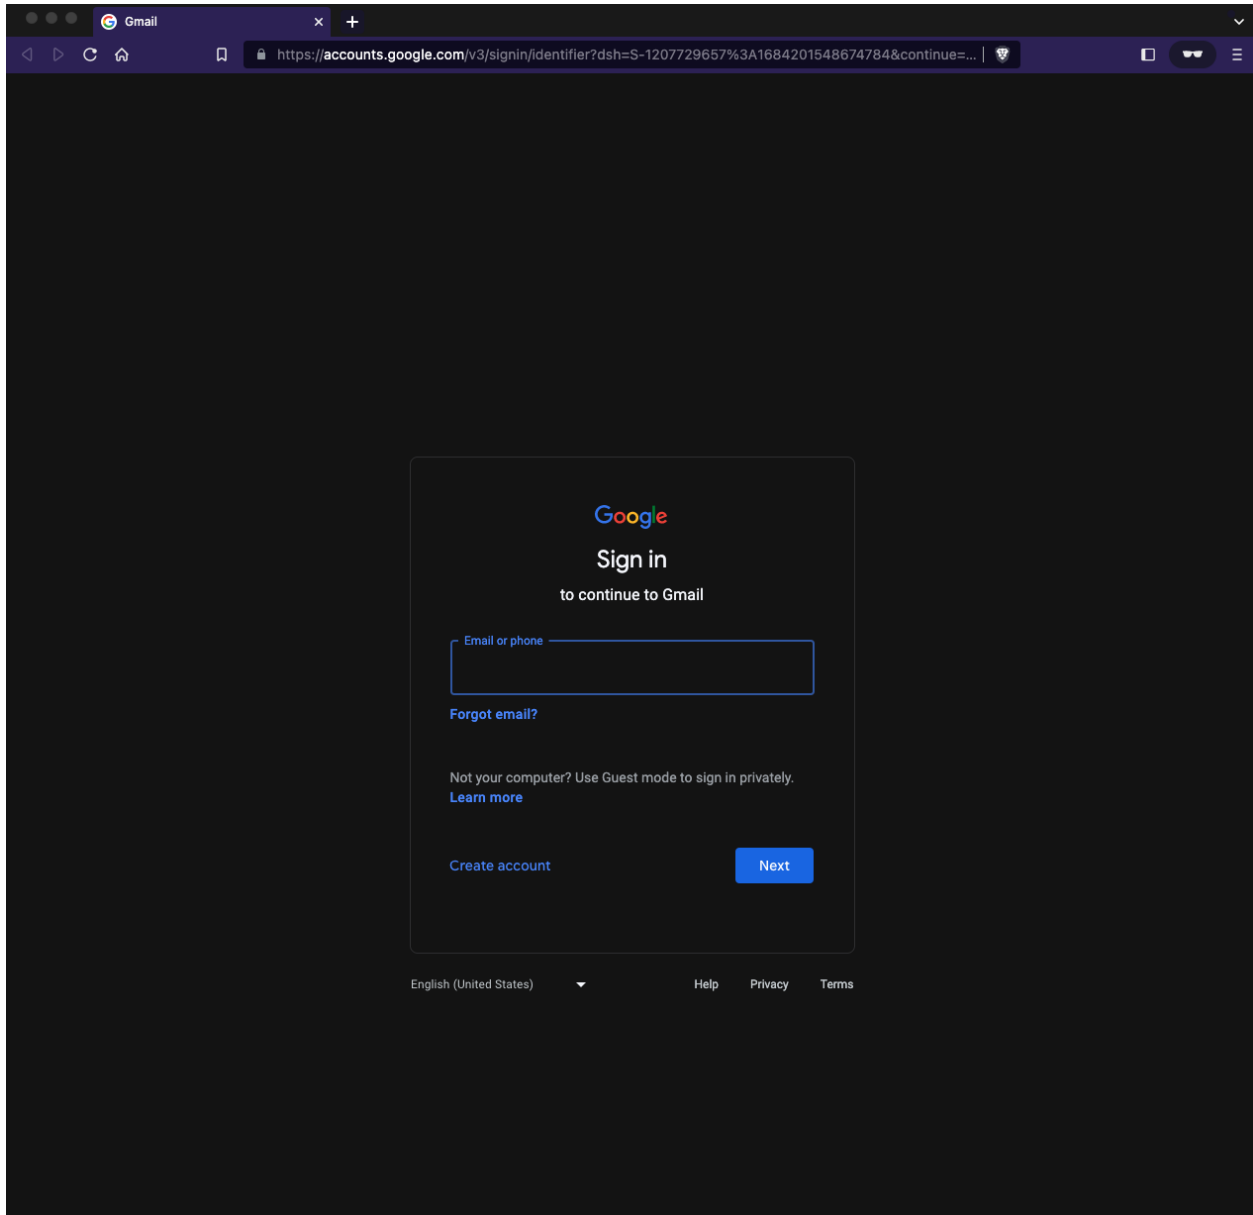 Gmail
https://accounts.google.com/v3/signin/identifier?dsh=S-1207729657%3A1684201548674784&continue=...
Google
Sign in
to continue to Gmail
Email or phone
Forgot email?
Not your computer? Use Guest mode to sign in privately.
Learn more
Create account
Next
English (United States)
Help
Privacy
Terms